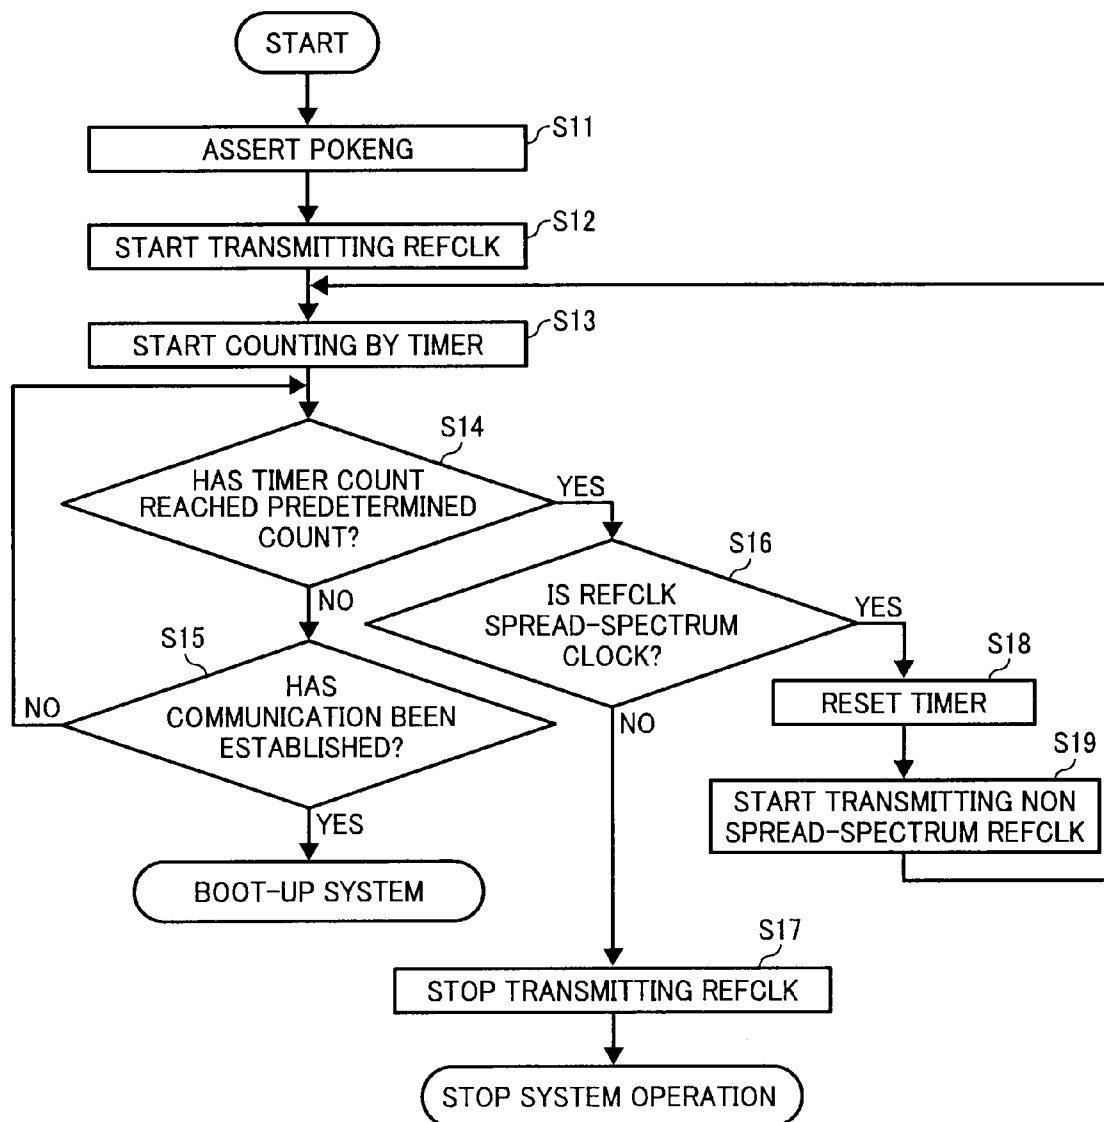 START
S11
ASSERT POKENG
S12
START TRANSMITTING REFCLK
S13
START COUNTING BY TIMER
S14
HAS TIMER COUNT
REACHED PREDETERMINED
COUNT?
YES
NO
S16
IS REFCLK
SPREAD-SPECTRUM
CLOCK?
YES
NO
S15
HAS
COMMUNICATION BEEN
ESTABLISHED?
NO
YES
S18
RESET TIMER
S19
START TRANSMITTING NON
SPREAD-SPECTRUM REFCLK
BOOT-UP SYSTEM
S17
STOP TRANSMITTING REFCLK
STOP SYSTEM OPERATION